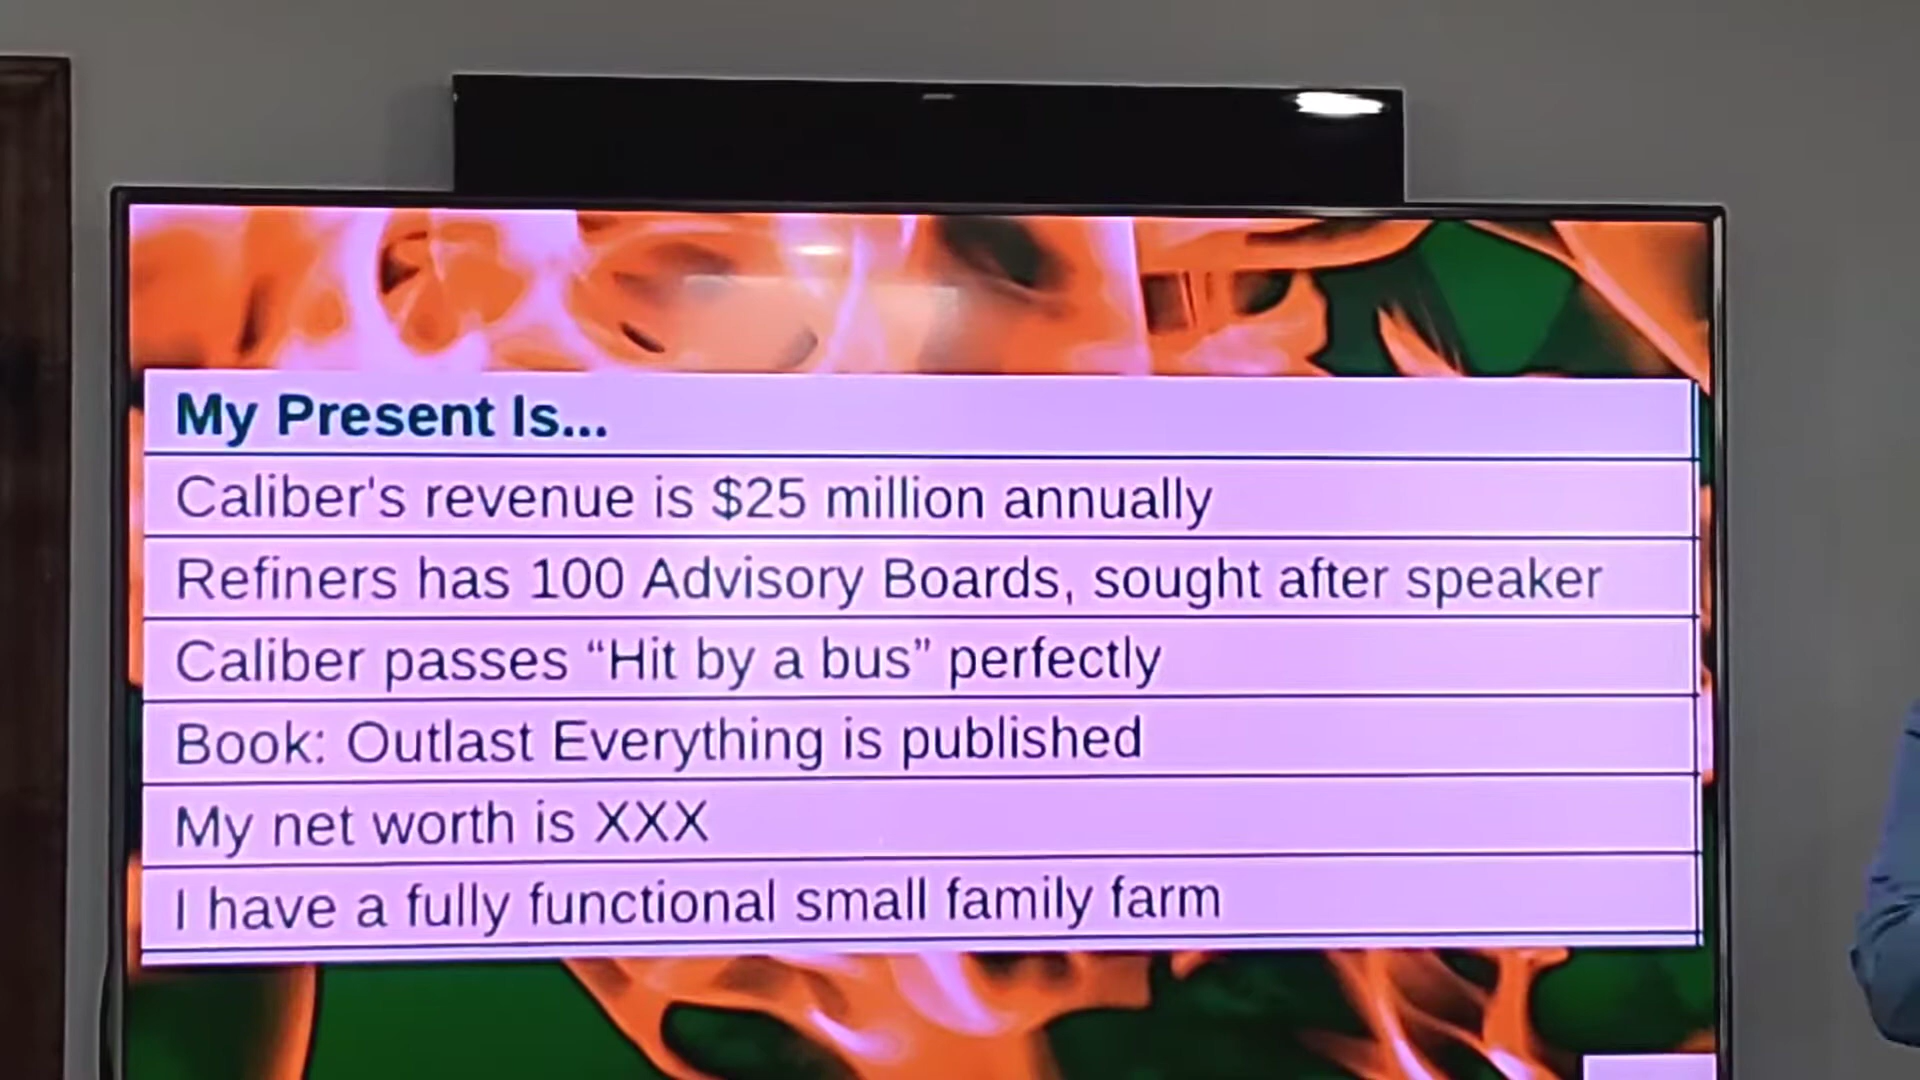 My Present Is...
Caliber's revenue is $25 million annually
Refiners has 100 Advisory Boards, sought after speaker
Caliber passes “Hit by a bus” perfectly
Book: Outlast Everything is published
My net worth is XXX
I have a fully functional small family farm